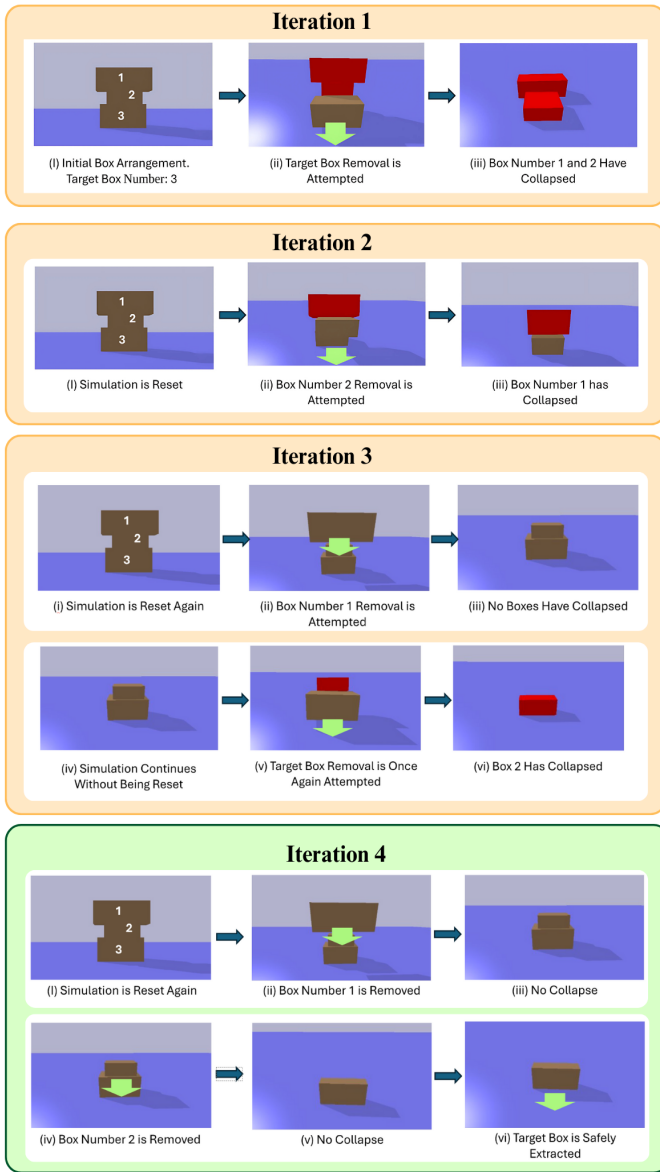 Iteration 1
1
2
3
(I) Initial Box Arrangement.
Target Box Number: 3
(ii) Target Box Removal is
Attempted
(iii) Box Number 1 and 2 Have
Collapsed
Iteration 2
1
2
3
(I) Simulation is Reset
(ii) Box Number 2 Removal is
Attempted
(iii) Box Number 1 has
Collapsed
Iteration 3
1
2
3
(i) Simulation is Reset Again
(ii) Box Number 1 Removal is
Attempted
(iii) No Boxes Have Collapsed
(iv) Simulation Continues
Without Being Reset
(v) Target Box Removal is Once
Again Attempted
(vi) Box 2 Has Collapsed
Iteration 4
1
2
3
(I) Simulation is Reset Again
(ii) Box Number 1 is Removed
(iii) No Collapse
(iv) Box Number 2 is Removed
(v) No Collapse
(vi) Target Box is Safely
Extracted